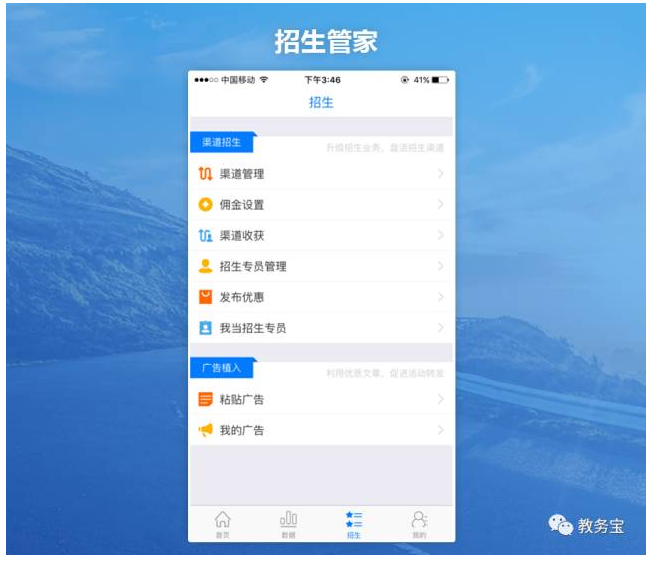 招生管家
中国移动 下午3:46 41%
招生
渠道招生 升级招生业务，盘活招生渠道
渠道管理
佣金设置
渠道收获
招生专员管理
发布优惠
我当招生专员
广告植入 利用优质文章，促进活动转发
粘贴广告
我的广告
首页 数据 招生 我的
教务宝